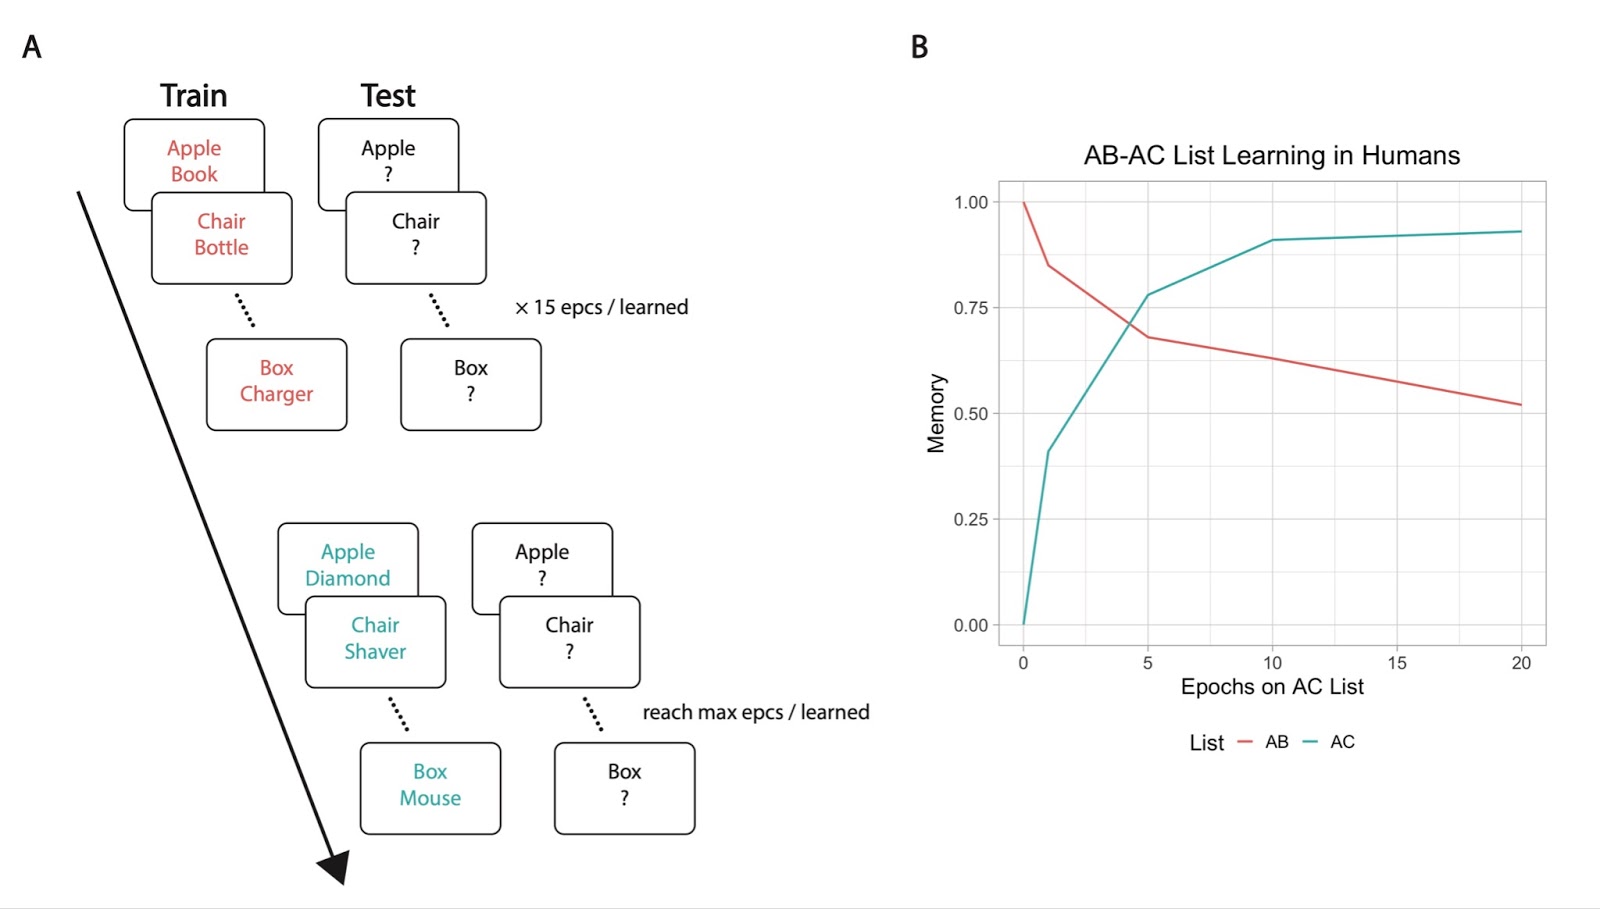 A
Train
Test
Apple
Book
Chair
Bottle
Box
Charger
Apple
?
Chair
?
Box
?
× 15 epcs / learned
Apple
Diamond
Chair
Shaver
Box
Mouse
Apple
?
Chair
?
Box
?
reach max epcs / learned
B
AB-AC List Learning in Humans
Memory
1.00
0.75
0.50
0.25
0.00
0 5 10 15 20
Epochs on AC List
List AB AC